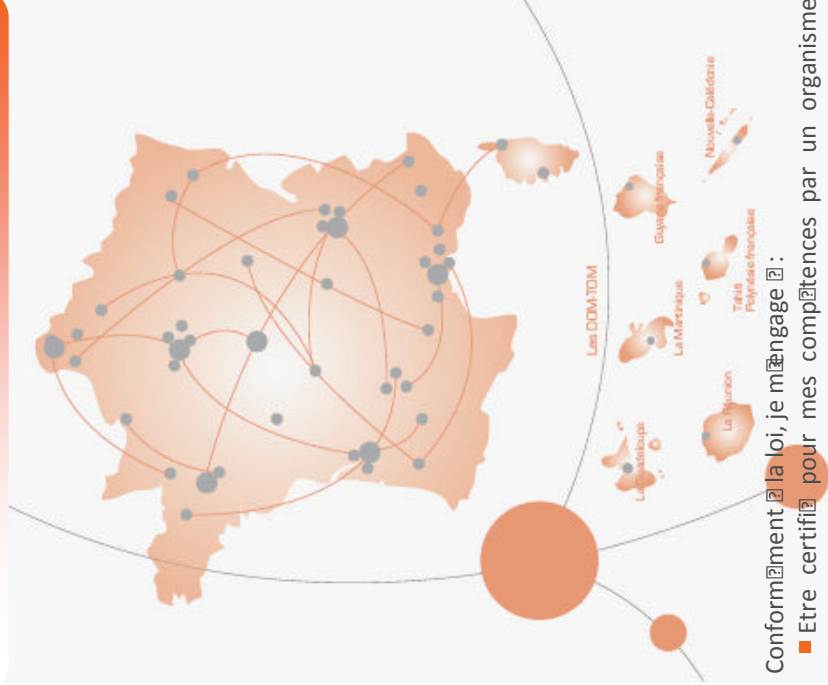 Les DOM-TOM
La Guadeloupe
La Martinique
Guyane française
La Réunion
Tahiti
Polynésie française
Nouvelle-Calédonie
Conform�ment � la loi, je m�engage � :
■ Etre certifi� pour mes comp�tences par un organisme